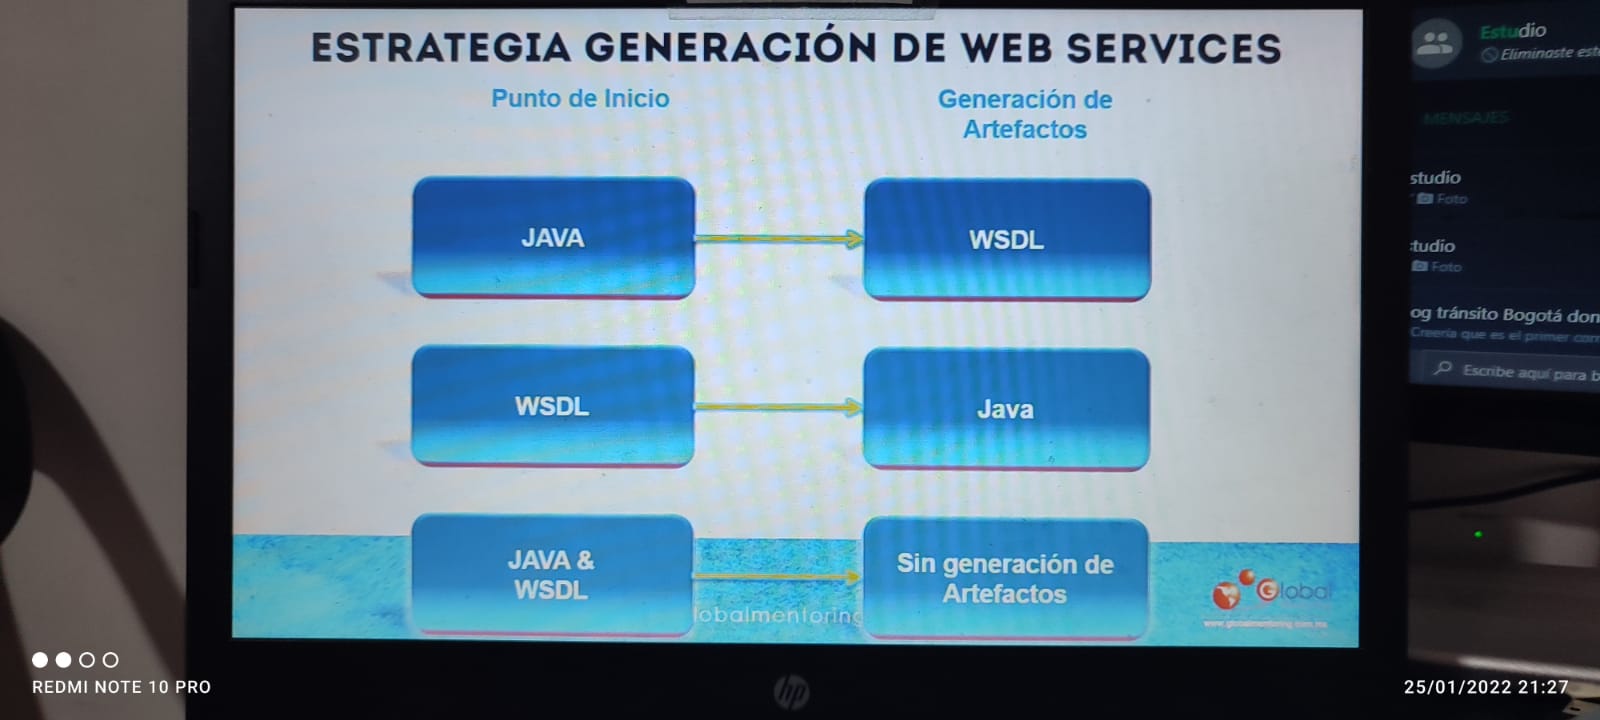 ESTRATEGIA GENERACIÓN DE WEB SERVICES
Punto de Inicio
Generación de
Artefactos
JAVA
WSDL
WSDL
Java
JAVA &
WSDL
Sin generación de
Artefactos
lobalmentoring
Global
www.globalmentoring.com.mx
hp
Estudio
Eliminaste est
MENSAJES
studio
Foto
studio
Foto
og tránsito Bogotá don
Creería que es el primer com
Escribe aquí para b
REDMI NOTE 10 PRO
25/01/2022 21:27